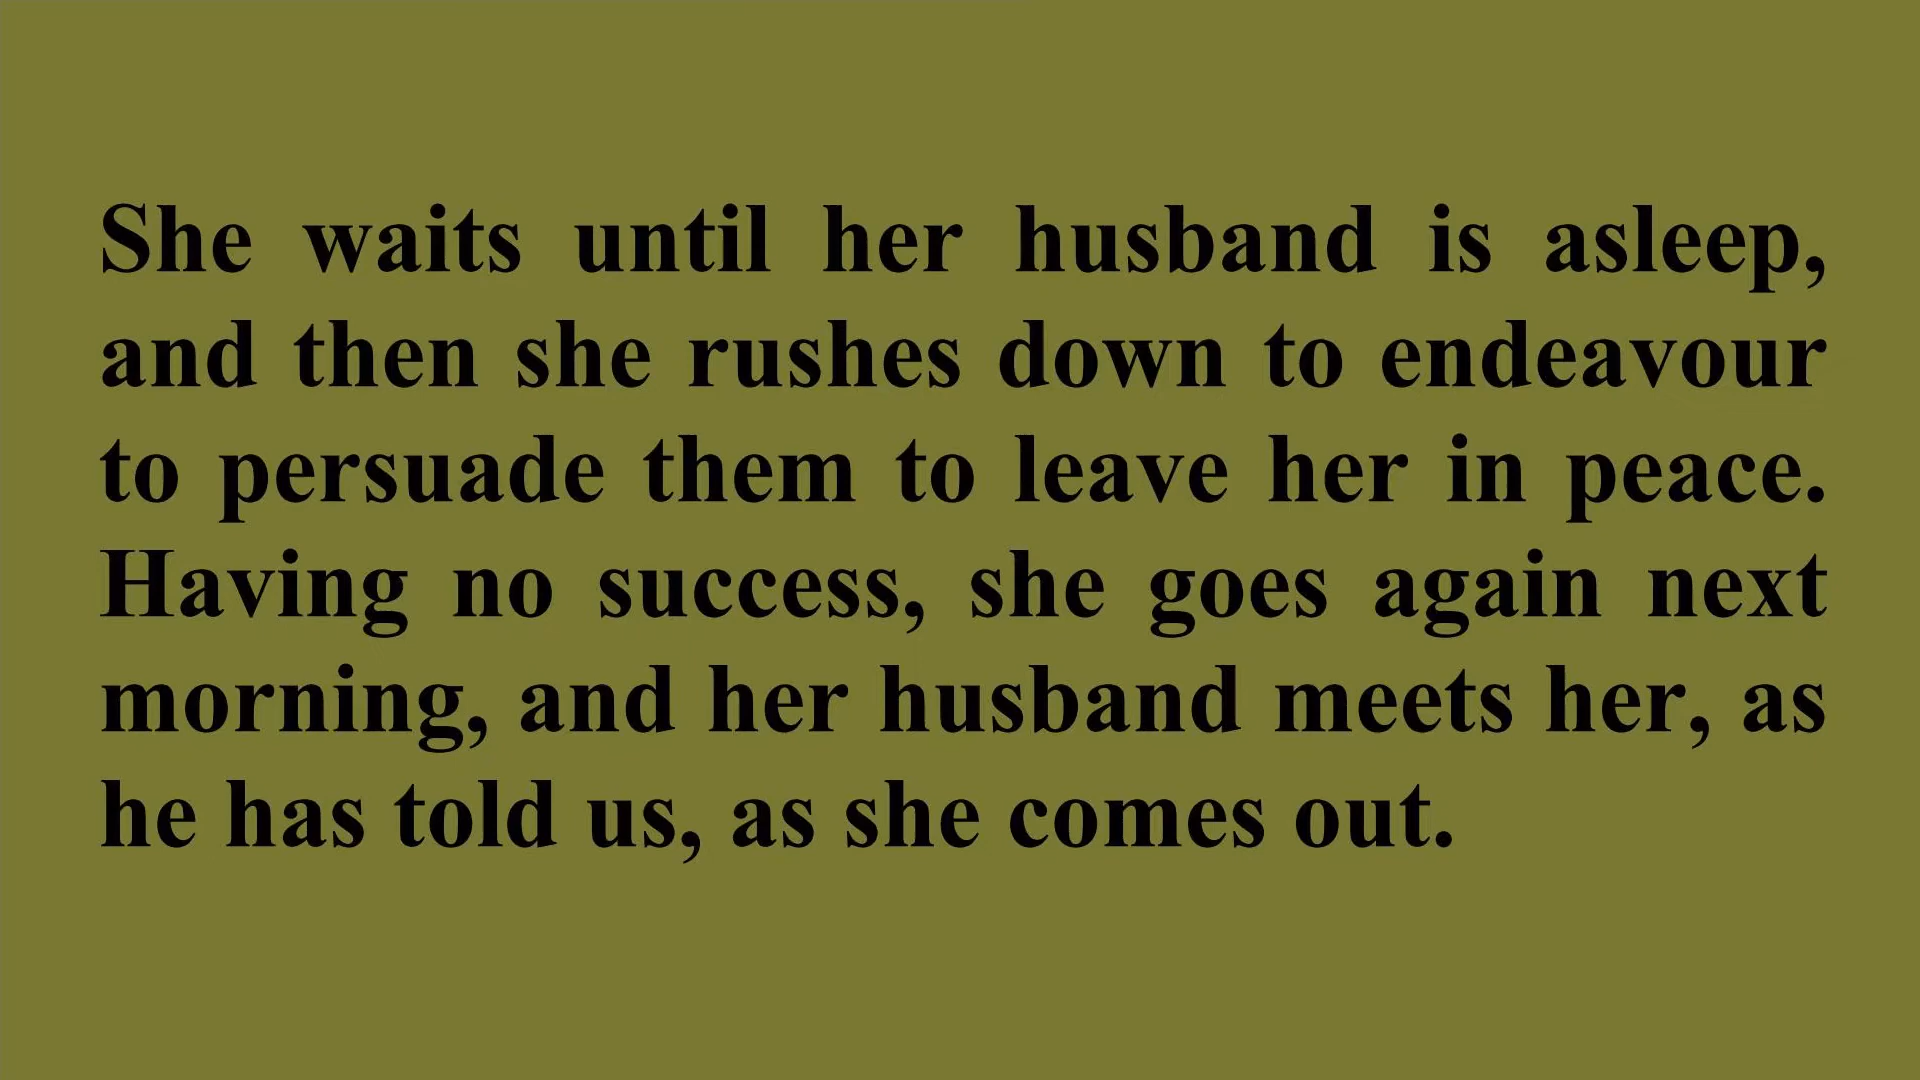 She waits until her husband is asleep,
and then she rushes down to endeavour
to persuade them to leave her in peace.
Having no success, she goes again next
morning, and her husband meets her, as
he has told us, as she comes out.